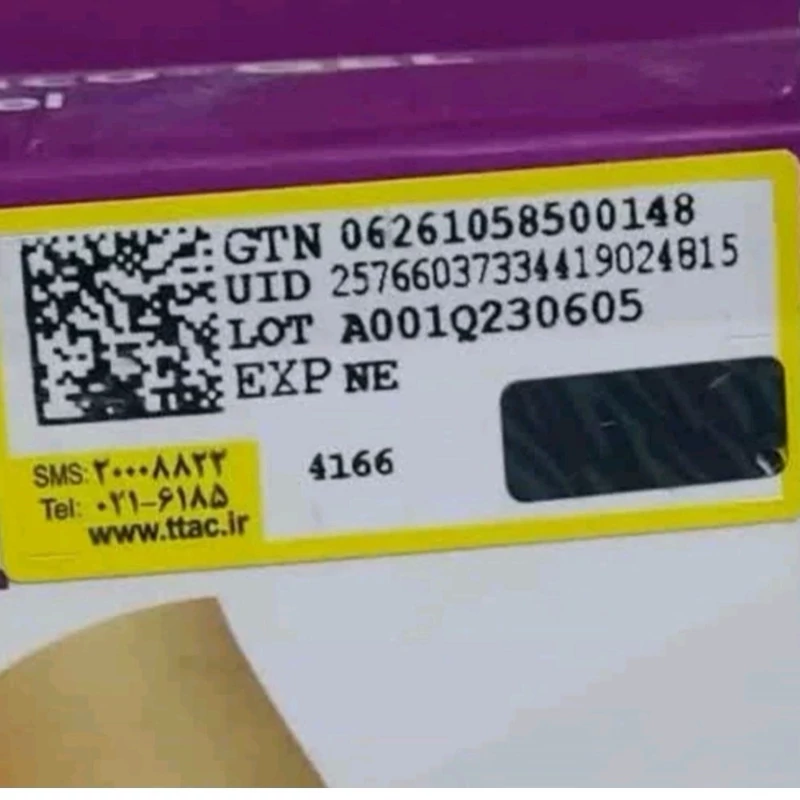 GTN 06261058500148
UID 25766037334419024815
LOT A001Q230605
EXP NE
4166
SMS: ۲۰۰۰۸۸۲۲
Tel: ۰۲۱-۶۱۸۵
www.ttac.ir